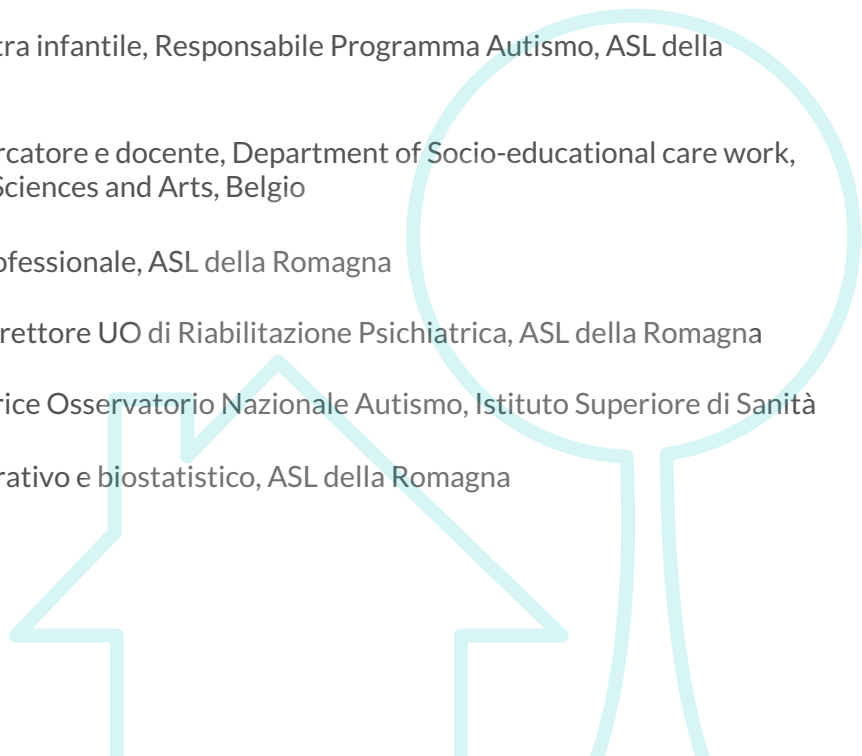 tra infantile, Responsabile Programma Autismo, ASL della
rcatore e docente, Department of Socio-educational care work,
Sciences and Arts, Belgio
ofessionale, ASL della Romagna
rettore UO di Riabilitazione Psichiatrica, ASL della Romagna
rice Osservatorio Nazionale Autismo, Istituto Superiore di Sanità
rativo e biostatistico, ASL della Romagna